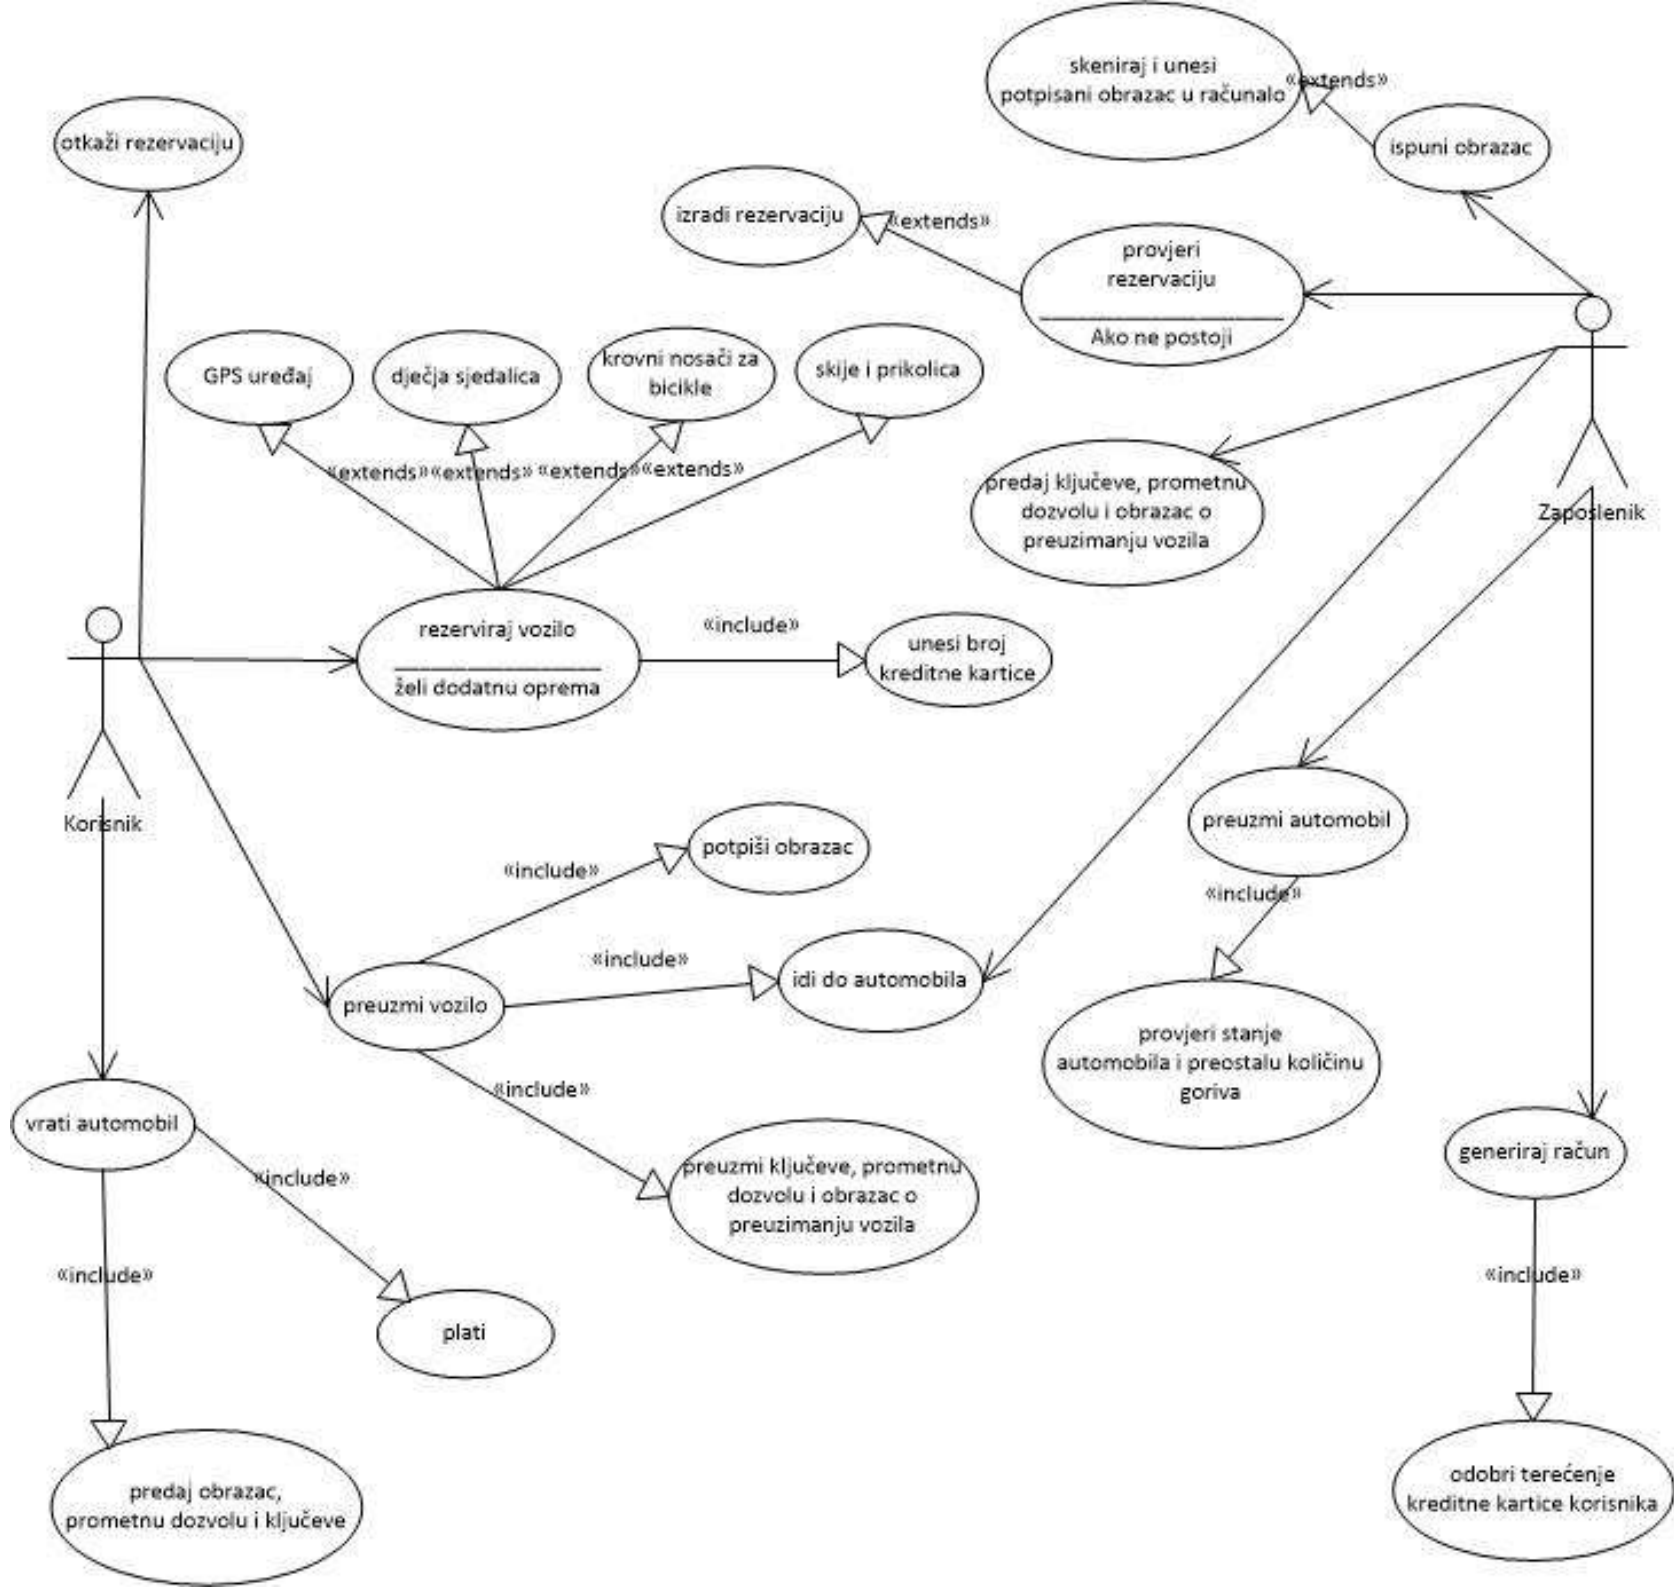 skeniraj i unesi
potpisani obrazac u računalo
«extends»
otkaži rezervaciju
ispuni obrazac
izradi rezervaciju
«extends»
provjeri
rezervaciju
Ako ne postoji
GPS uređaj
dječja sjedalica
krovni nosači za
bicikle
skije i prikolica
«extends»
«extends»
«extends»
«extends»
predaj ključeve, prometnu
dozvolu i obrazac o
preuzimanju vozila
Zaposlenik
rezerviraj vozilo
želi dodatnu oprema
«include»
unesi broj
kreditne kartice
Korisnik
preuzmi automobil
potpiši obrazac
«include»
«include»
«include»
idi do automobila
preuzmi vozilo
provjeri stanje
automobila i preostalu količinu
goriva
«include»
vrati automobil
generiraj račun
«include»
preuzmi ključeve, prometnu
dozvolu i obrazac o
preuzimanju vozila
«include»
«include»
plati
predaj obrazac,
prometnu dozvolu i ključeve
odobri terećenje
kreditne kartice korisnika